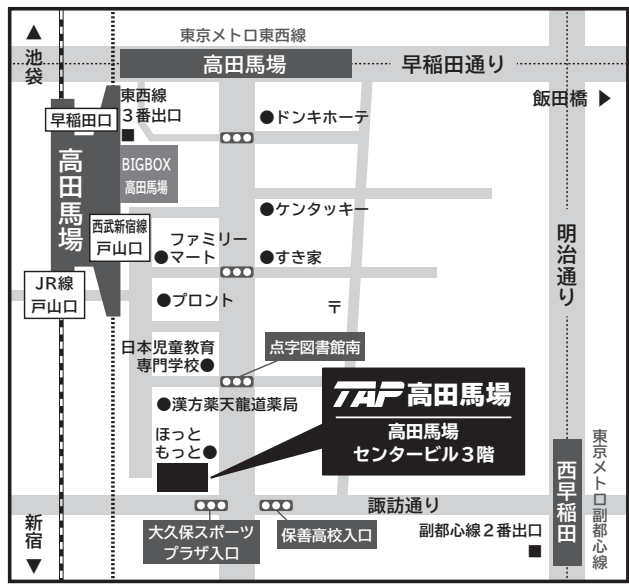 東京メトロ東西線
▲
池袋
高田馬場
早稲田通り
飯田橋 ▶
東西線
3番出口
■
早稲田口
●ドンキホーテ
高田馬場
BIGBOX
高田馬場
西武新宿線
戸山口
●ケンタッキー
ファミリー
●マート
●すき家
明治通り
JR線
戸山口
●プロント
〒
日本児童教育
専門学校●
点字図書館南
TAP高田馬場
高田馬場
センタービル3階
●漢方薬天龍道薬局
ほっと
もっと●
西早稲田
東京メトロ副都心線
諏訪通り
新宿
▼
大久保スポーツ
プラザ入口
保善高校入口
副都心線2番出口
■